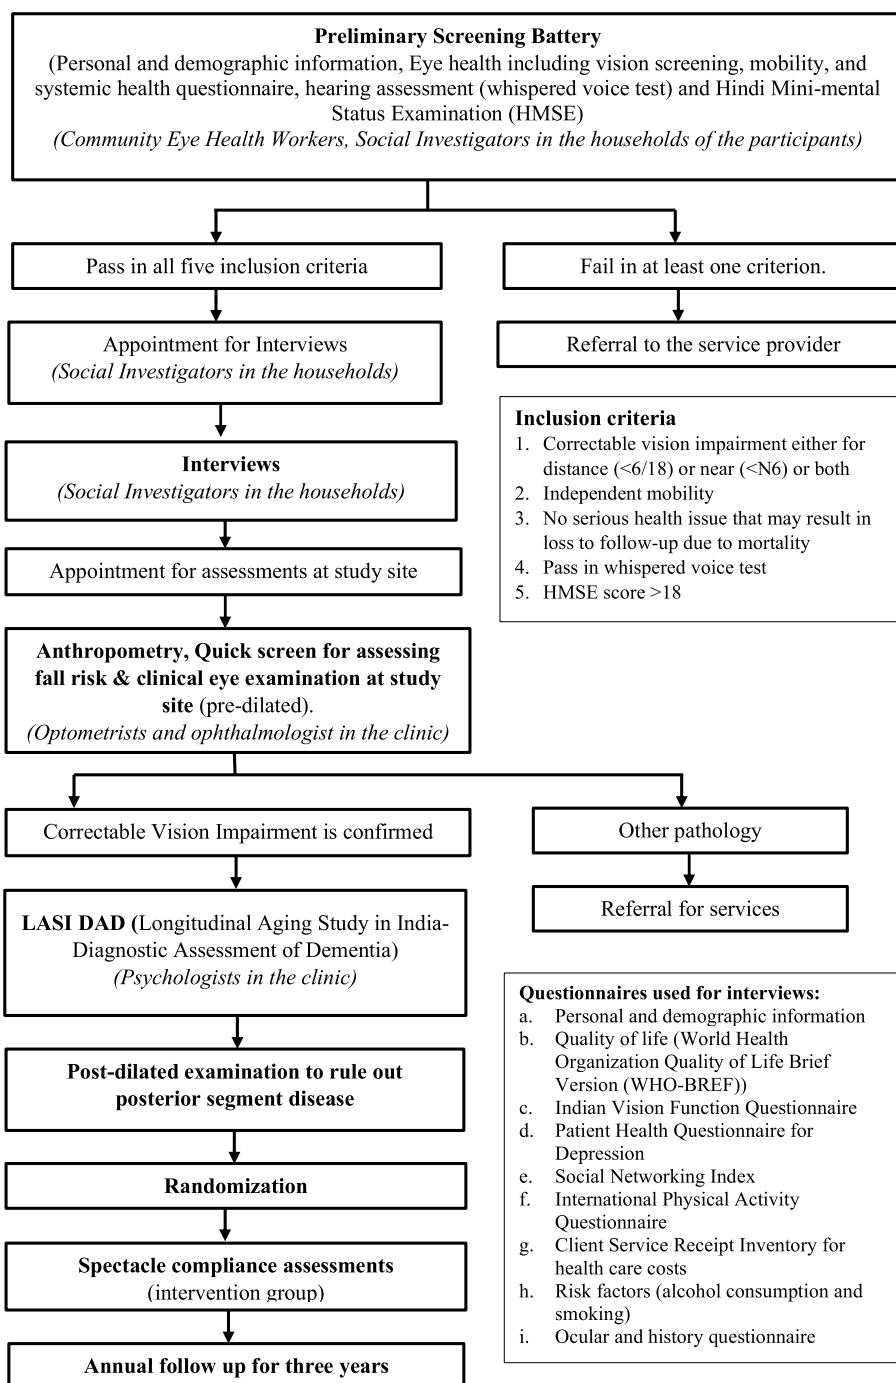 Preliminary Screening Battery
(Personal and demographic information, Eye health including vision screening, mobility, and
systemic health questionnaire, hearing assessment (whispered voice test) and Hindi Mini-mental
Status Examination (HMSE)
(Community Eye Health Workers, Social Investigators in the households of the participants)
Pass in all five inclusion criteria
Fail in at least one criterion.
Appointment for Interviews
(Social Investigators in the households)
Referral to the service provider
Interviews
(Social Investigators in the households)
Inclusion criteria
1. Correctable vision impairment either for
distance (<6/18) or near (<N6) or both
2. Independent mobility
3. No serious health issue that may result in
loss to follow-up due to mortality
4. Pass in whispered voice test
5. HMSE score >18
Appointment for assessments at study site
Anthropometry, Quick screen for assessing
fall risk & clinical eye examination at study
site (pre-dilated).
(Optometrists and ophthalmologist in the clinic)
Correctable Vision Impairment is confirmed
Other pathology
Referral for services
LASI DAD (Longitudinal Aging Study in India-
Diagnostic Assessment of Dementia)
(Psychologists in the clinic)
Post-dilated examination to rule out
posterior segment disease
Randomization
Spectacle compliance assessments
(intervention group)
Annual follow up for three years
Questionnaires used for interviews:
a. Personal and demographic information
b. Quality of life (World Health
Organization Quality of Life Brief
Version (WHO-BREF))
c. Indian Vision Function Questionnaire
d. Patient Health Questionnaire for
Depression
e. Social Networking Index
f. International Physical Activity
Questionnaire
g. Client Service Receipt Inventory for
health care costs
h. Risk factors (alcohol consumption and
smoking)
i. Ocular and history questionnaire